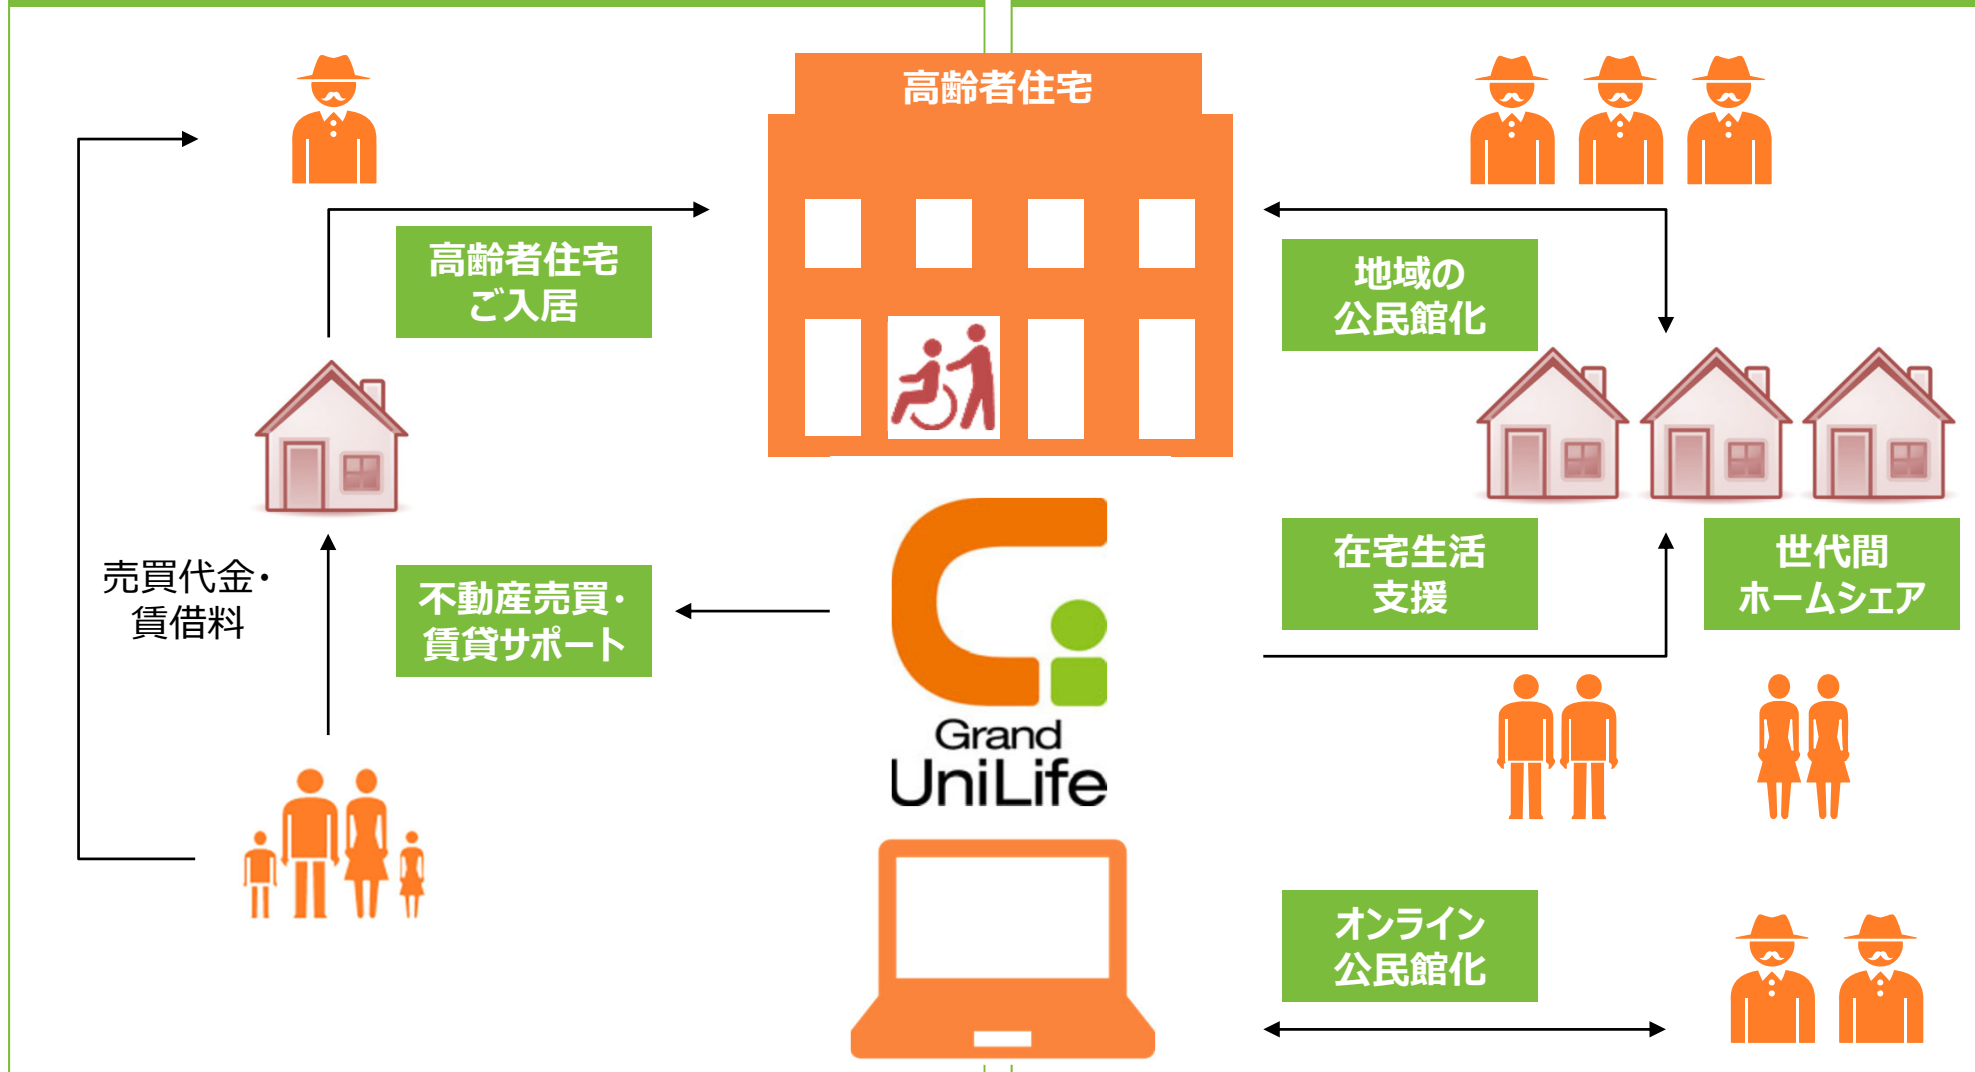 高齢者住宅
高齢者住宅
ご入居
地域の
公民館化
売買代金・
賃借料
不動産売買・
賃貸サポート
在宅生活
支援
世代間
ホームシェア
Grand
UniLife
オンライン
公民館化